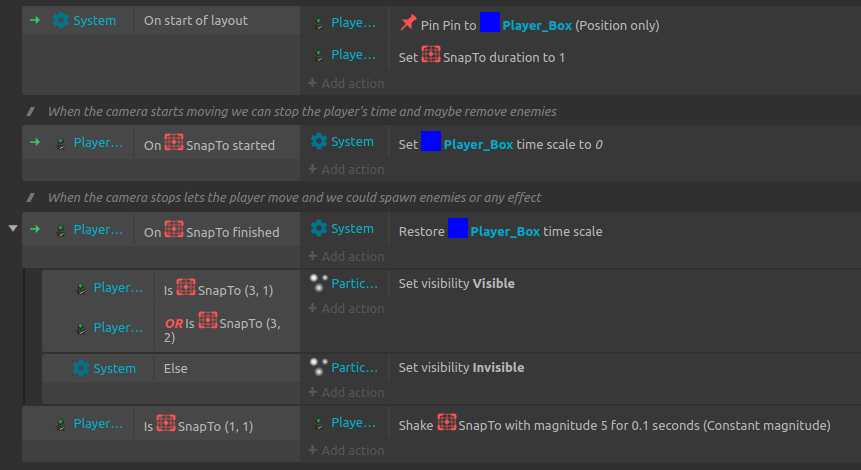 System On start of layout Playe... Pin Pin to Player_Box (Position only)
Playe... Set SnapTo duration to 1
+ Add action
// When the camera starts moving we can stop the player's time and maybe remove enemies
Player... On SnapTo started System Set Player_Box time scale to 0
+ Add action
// When the camera stops lets the player move and we could spawn enemies or any effect
Player... On SnapTo finished System Restore Player_Box time scale
+ Add action
Player... Is SnapTo (3, 1) Partic... Set visibility Visible
+ Add action
Player... OR Is SnapTo (3,
2)
System Else Partic... Set visibility Invisible
+ Add action
Player... Is SnapTo (1, 1) Playe... Shake SnapTo with magnitude 5 for 0.1 seconds (Constant magnitude)
+ Add action